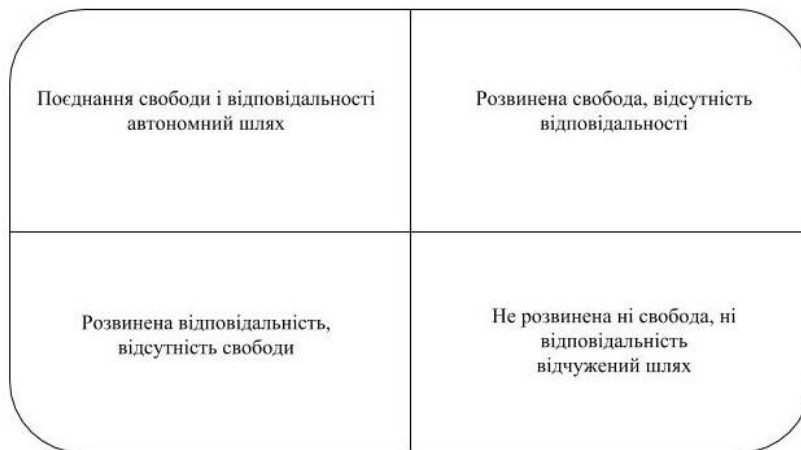 Поєднання свободи і відповідальності
автономний шлях
Розвинена свобода, відсутність
відповідальності
Розвинена відповідальність,
відсутність свободи
Не розвинена ні свобода, ні
відповідальність
відчужений шлях